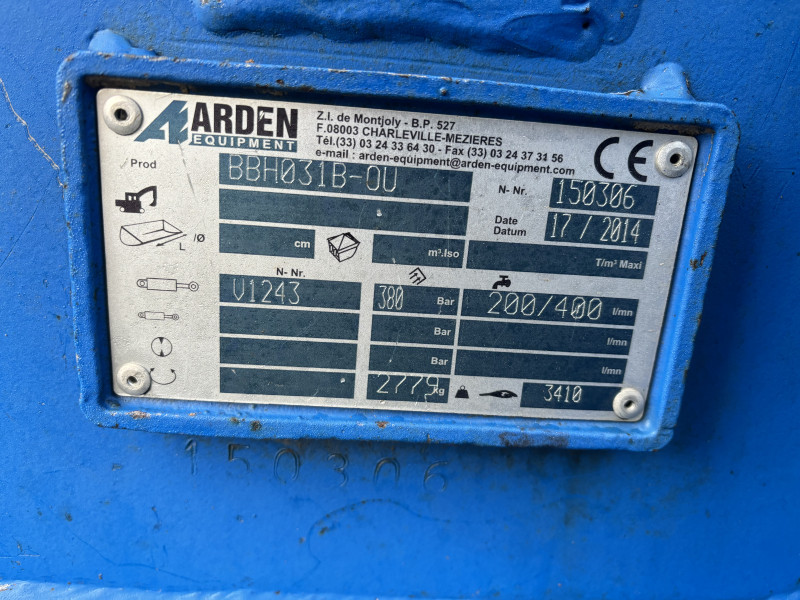 ARDEN
EQUIPMENT
Z.I. de Montjoly - B.P. 527
F.08003 CHARLEVILLE-MEZIERES
Tél.(33) 03 24 33 64 30 - Fax (33) 03 24 37 31 56
e-mail : arden-equipment@arden-equipment.com
CE
Prod BBH031B-OU N- Nr. 150306
Date
Datum 17 / 2014
L /Ø cm m³.Iso T/m³ Maxi
N- Nr.
V1243 380 Bar 200/400 l/mn
Bar l/mn
Bar l/mn
2779 kg 3410
150306